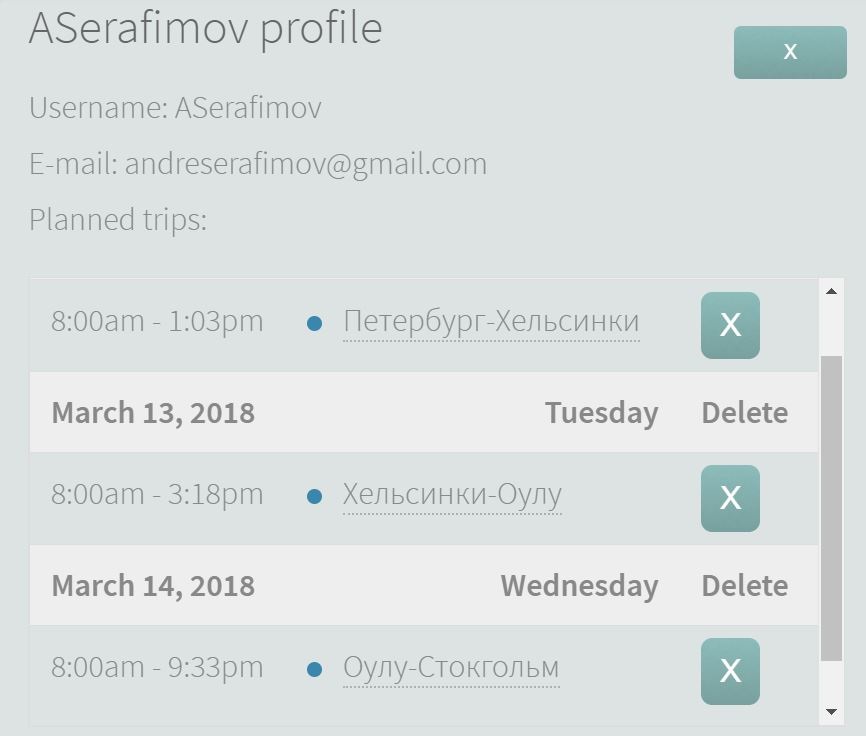 ASerafimov profile
x
Username: ASerafimov
E-mail: andreserafimov@gmail.com
Planned trips:
8:00am - 1:03pm Петербург-Хельсинки X
March 13, 2018 Tuesday Delete
8:00am - 3:18pm Хельсинки-Оулу X
March 14, 2018 Wednesday Delete
8:00am - 9:33pm Оулу-Стокгольм X